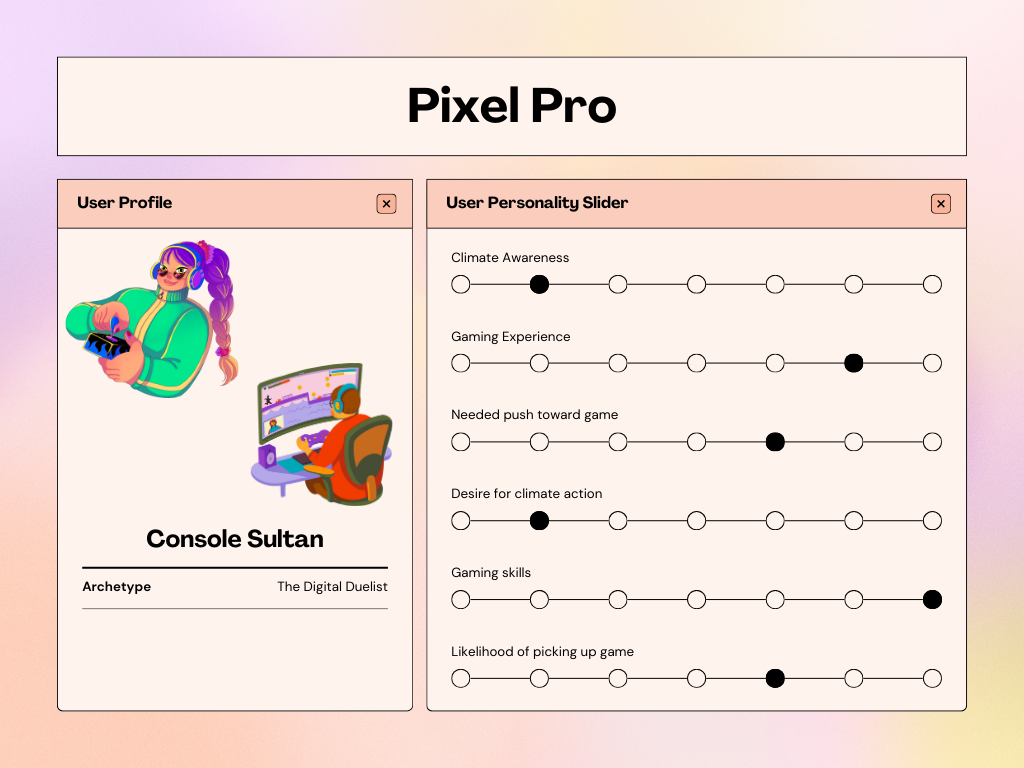 Pixel Pro
User Profile
Console Sultan
Archetype The Digital Duelist
User Personality Slider
Climate Awareness
Gaming Experience
Needed push toward game
Desire for climate action
Gaming skills
Likelihood of picking up game